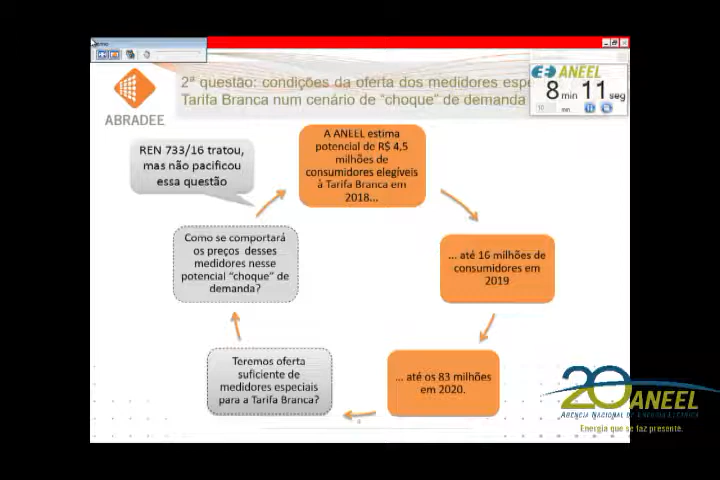 2ª questão: condições da oferta dos medidores espe
Tarifa Branca num cenário de “choque” de demanda
ABRADEE
ANEEL
8 min 11 seg
10 min
REN 733/16 tratou,
mas não pacificou
essa questão
A ANEEL estima
potencial de R$ 4,5
milhões de
consumidores elegíveis
à Tarifa Branca em
2018...
... até 16 milhões de
consumidores em
2019
... até os 83 milhões
em 2020.
Teremos oferta
suficiente de
medidores especiais
para a Tarifa Branca?
Como se comportará
os preços desses
medidores nesse
potencial “choque” de
demanda?
20 ANEEL
AGÊNCIA NACIONAL DE ENERGIA ELÉTRICA
Energia que se faz presente.